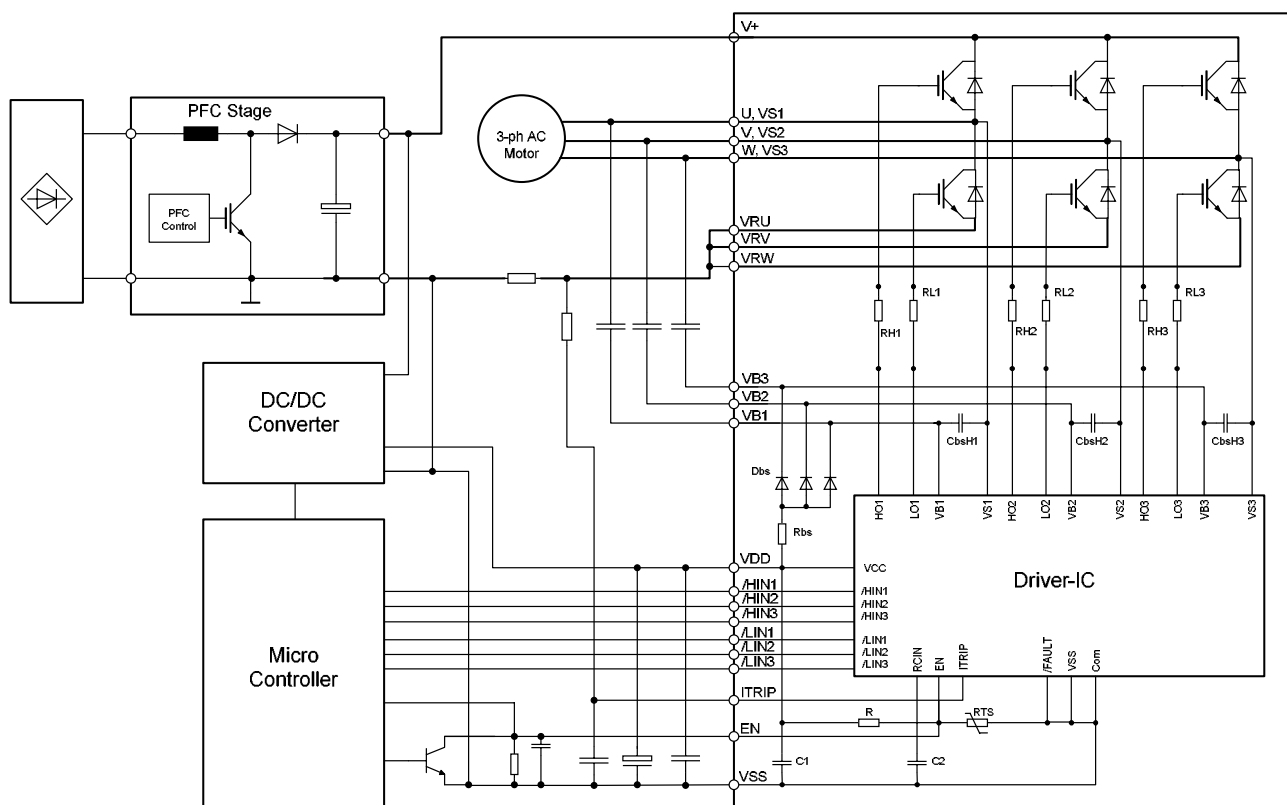 V+
PFC Stage
3-ph AC
Motor
U, VS1
V, VS2
W, VS3
PFC
Control
VRU
VRV
VRW
RH1
RL1
RH2
RL2
RH3
RL3
DC/DC
Converter
VB3
VB2
VB1
CbsH1
CbsH2
CbsH3
Dbs
Rbs
HO1
LO1
VB1
VS1
HO2
LO2
VB2
VS2
HO3
LO3
VB3
VS3
VDD
VCC
Driver-IC
/HIN1
/HIN2
/HIN3
/LIN1
/LIN2
/LIN3
/HIN1
/HIN2
/HIN3
/LIN1
/LIN2
/LIN3
RCIN
EN
ITRIP
/FAULT
VSS
Com
Micro
Controller
ITRIP
R
RTS
EN
C1
C2
VSS